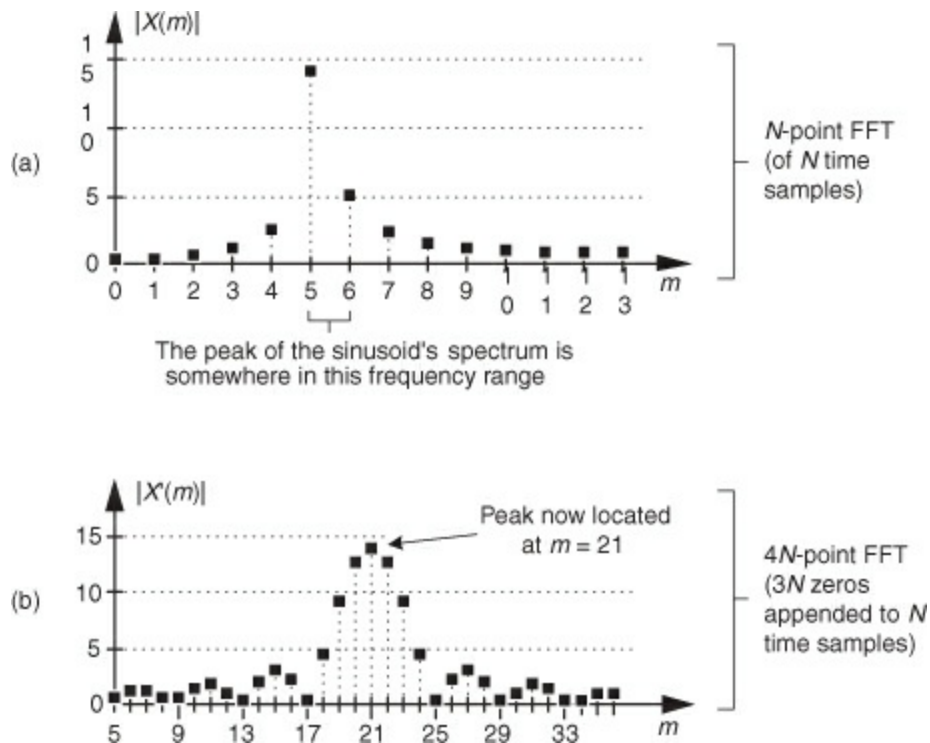 |X(m)|
1
5
1
0
5
0
(a)
0 1 2 3 4 5 6 7 8 9 0 1 2 3
m
The peak of the sinusoid's spectrum is
somewhere in this frequency range
N-point FFT
(of N time
samples)
|X'(m)|
15
10
5
0
(b)
Peak now located
at m = 21
5 9 13 17 21 25 29 33
m
4N-point FFT
(3N zeros
appended to N
time samples)